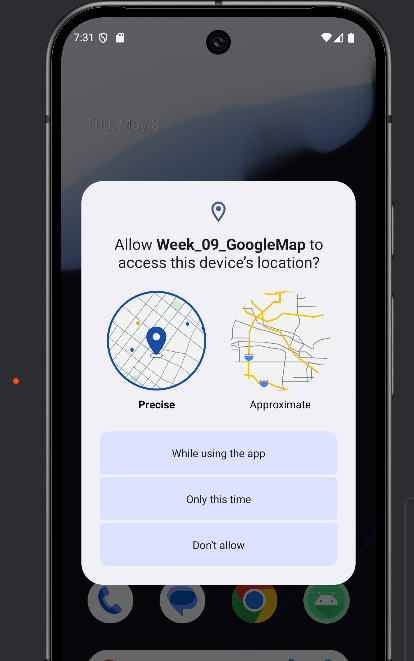 7:31
Thu, May 8
Allow Week_09_GoogleMap to
access this device's location?
Precise
Approximate
While using the app
Only this time
Don't allow